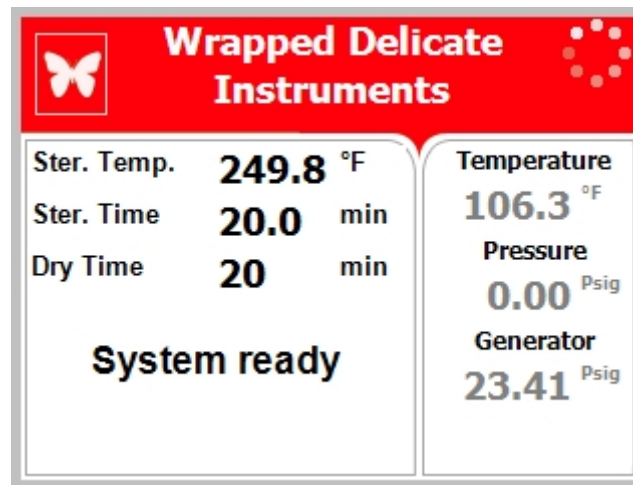 Wrapped Delicate
Instruments
Ster. Temp. 249.8 °F
Ster. Time 20.0 min
Dry Time 20 min
System ready
Temperature
106.3 °F
Pressure
0.00 Psig
Generator
23.41 Psig